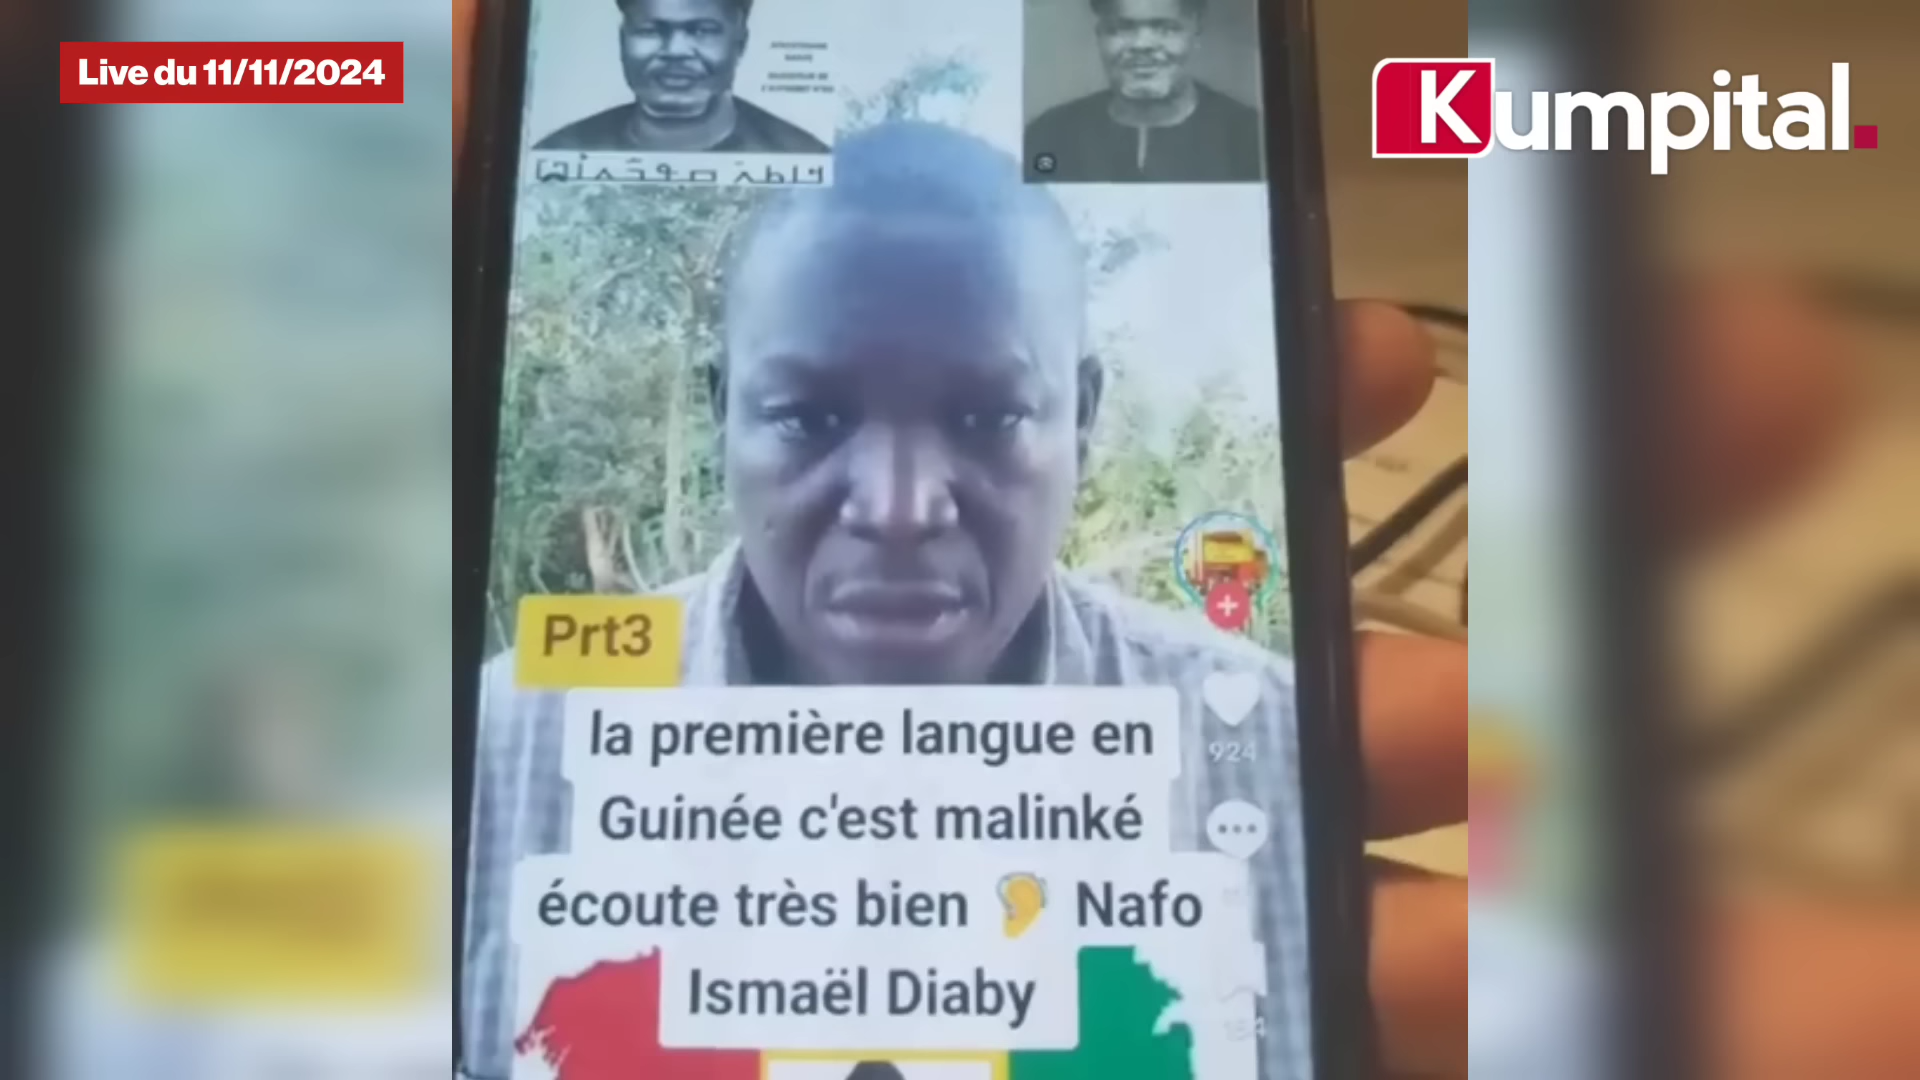 Live du 11/11/2024
Kumpital.
Prt3
la première langue en
Guinée c'est malinké
écoute très bien 👂 Nafo
Ismaël Diaby
924